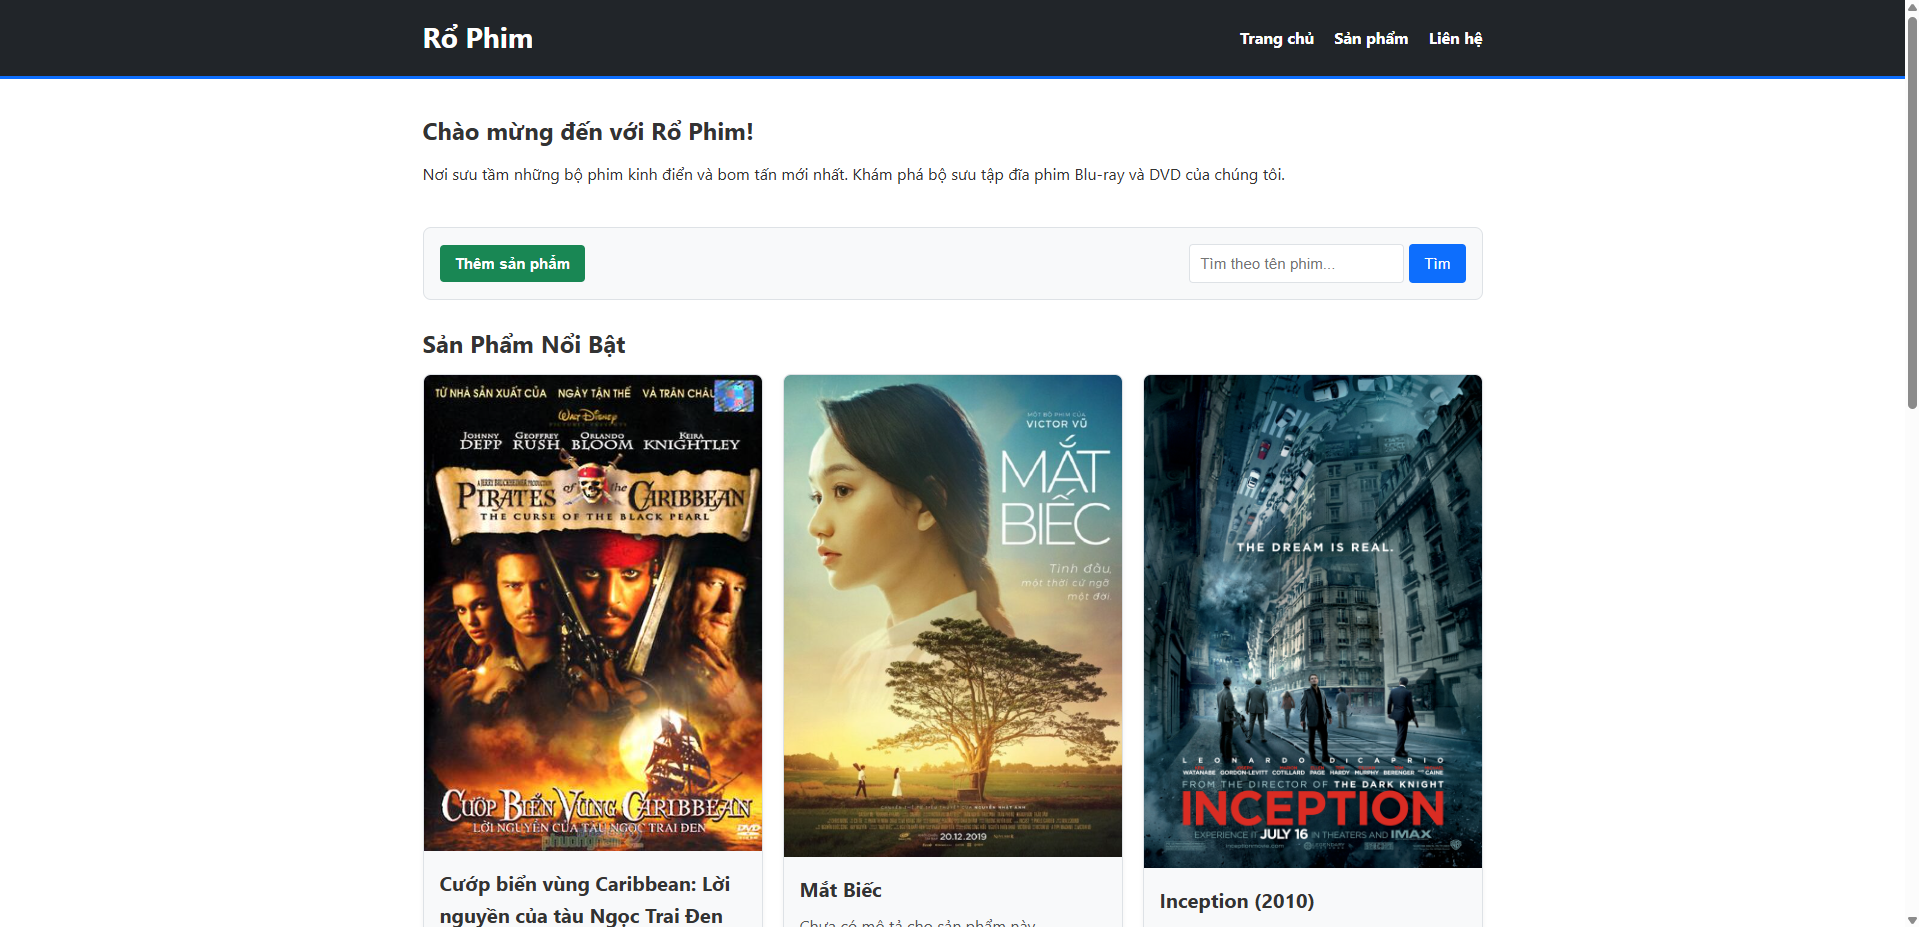 Rổ Phim
Trang chủ Sản phẩm Liên hệ
Chào mừng đến với Rổ Phim!
Nơi sưu tầm những bộ phim kinh điển và bom tấn mới nhất. Khám phá bộ sưu tập đĩa phim Blu-ray và DVD của chúng tôi.
Thêm sản phẩm
Tìm theo tên phim...
Tìm
Sản Phẩm Nổi Bật
TỪ NHÀ SẢN XUẤT CỦA NGÀY TẬN THẾ VÀ TRÂN CHÂU
WALT DISNEY
PICTURES PRESENTS
JOHNNY DEPP GEOFFREY RUSH ORLANDO BLOOM KEIRA KNIGHTLEY
A JERRY BRUCKHEIMER PRODUCTION
PIRATES of the CARIBBEAN
THE CURSE OF THE BLACK PEARL
CƯỚP BIỂN VÙNG CARIBBEAN
LỜI NGUYỀN CỦA TÀU NGỌC TRAI ĐEN
DVD
Cướp biển vùng Caribbean: Lời
nguyền của tàu Ngọc Trai Đen
MỘT BỘ PHIM CỦA
VICTOR VŨ
MẮT
BIẾC
Tình đầu,
một thời cứ ngỡ
một đời.
NGUYỄN NHẬT ÁNH
20.12.2019
Mắt Biếc
Chưa có mô tả cho sản phẩm này
THE DREAM IS REAL.
LEONARDO DICAPRIO
WATANABE GORDON-LEVITT COTILLARD PAGE HARDY MURPHY BERENGER AND CAINE
FROM THE DIRECTOR OF THE DARK KNIGHT
INCEPTION
EXPERIENCE IT JULY 16 IN THEATERS AND IMAX
inceptionmovie.com
Inception (2010)